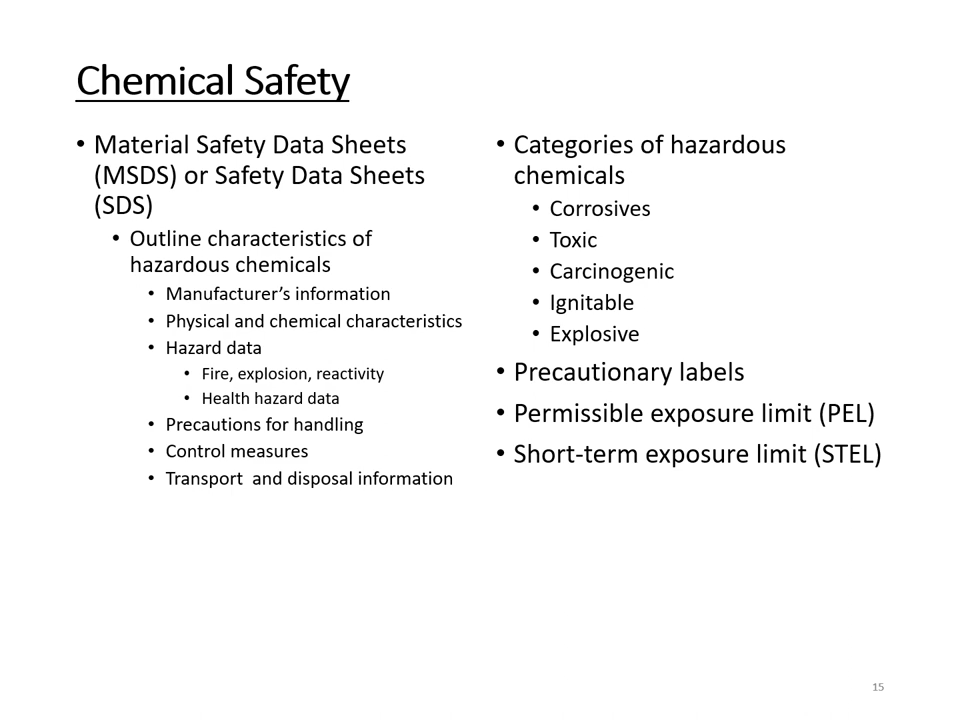 Chemical Safety
• Material Safety Data Sheets
(MSDS) or Safety Data Sheets
(SDS)
• Outline characteristics of
hazardous chemicals
• Manufacturer’s information
• Physical and chemical characteristics
• Hazard data
• Fire, explosion, reactivity
• Health hazard data
• Precautions for handling
• Control measures
• Transport  and disposal information
• Categories of hazardous
chemicals
• Corrosives
• Toxic
• Carcinogenic
• Ignitable
• Explosive
• Precautionary labels
• Permissible exposure limit (PEL)
• Short-term exposure limit (STEL)
15